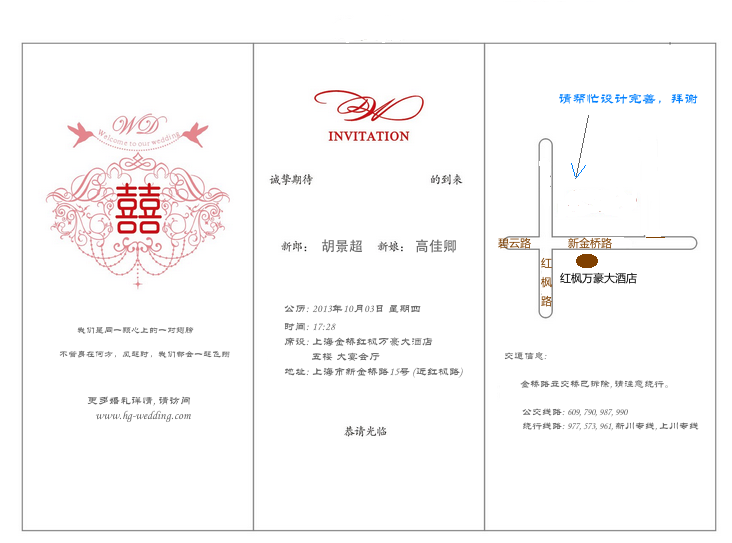 WD
Welcome to our wedding
囍
我们是同一颗心上的一对翅膀
不管身在何方，风起时，我们都会一起飞翔
更多婚礼详情, 请访问
www.hg-wedding.com
INVITATION
诚挚期待 的到来
新郎： 胡景超 新娘： 高佳卿
公历: 2013年10月03日 星期四
时间: 17:28
席设: 上海金桥红枫万豪大酒店
五楼 大宴会厅
地址: 上海市新金桥路15号 (近红枫路)
恭请光临
请帮忙设计完善，拜谢
碧云路 新金桥路
红枫路
红枫万豪大酒店
交通信息:
金桥路立交桥已拆除, 请注意绕行。
公交线路: 609, 790, 987, 990
绕行线路: 977, 573, 961, 新川专线, 上川专线